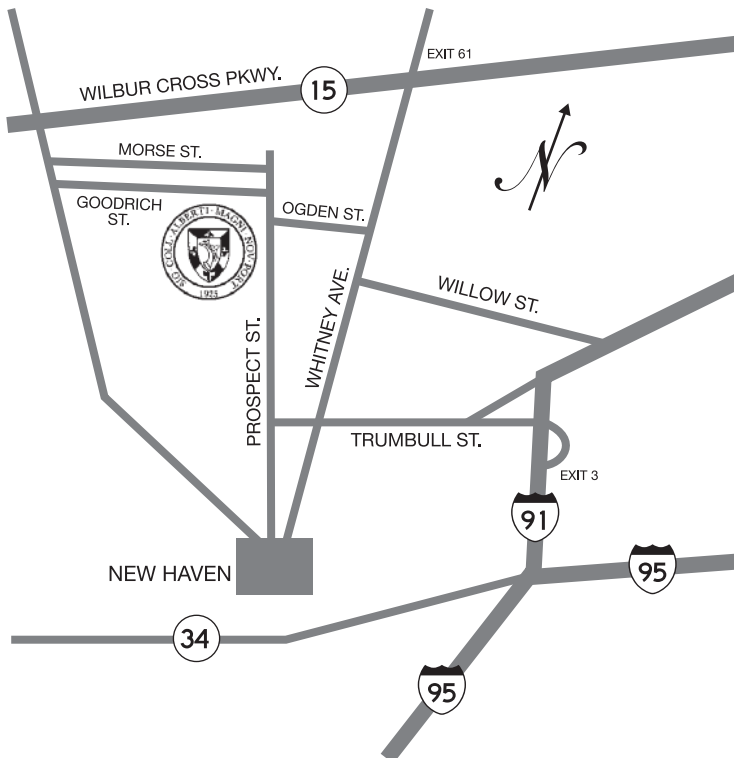 EXIT 61
WILBUR CROSS PKWY.
15
MORSE ST.
N
GOODRICH
ST.
OGDEN ST.
SIG·COLL·ALBERTI·MAGNI·NOV·PORT
1925
WILLOW ST.
WHITNEY AVE.
PROSPECT ST.
TRUMBULL ST.
EXIT 3
91
95
NEW HAVEN
34
95